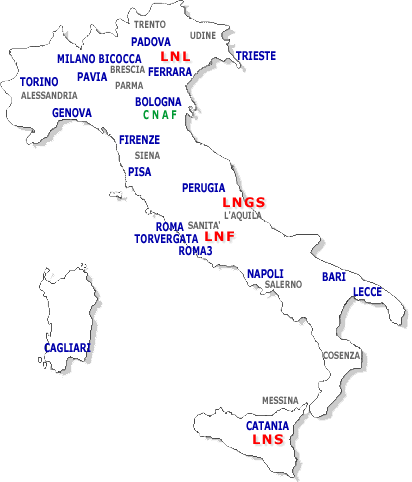 TRENTO
UDINE
PADOVA
TRIESTE
MILANO BICOCCA
LNL
BRESCIA
FERRARA
TORINO
PAVIA
PARMA
ALESSANDRIA
BOLOGNA
GENOVA
CNAF
FIRENZE
SIENA
PISA
PERUGIA
LNGS
L'AQUILA
ROMA
SANITA'
TORVERGATA
LNF
ROMA3
NAPOLI
BARI
SALERNO
LECCE
CAGLIARI
COSENZA
MESSINA
CATANIA
LNS